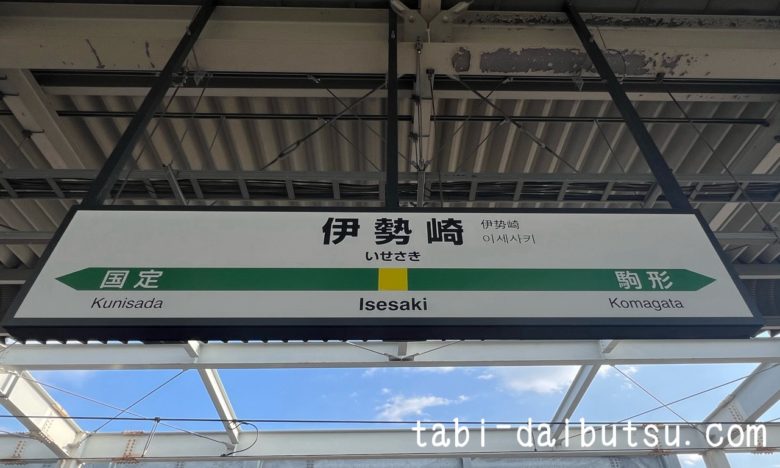 伊勢崎 伊势崎
이세사키
いせさき
国定 駒形
Kunisada Isesaki Komagata
tabi-daibutsu.com